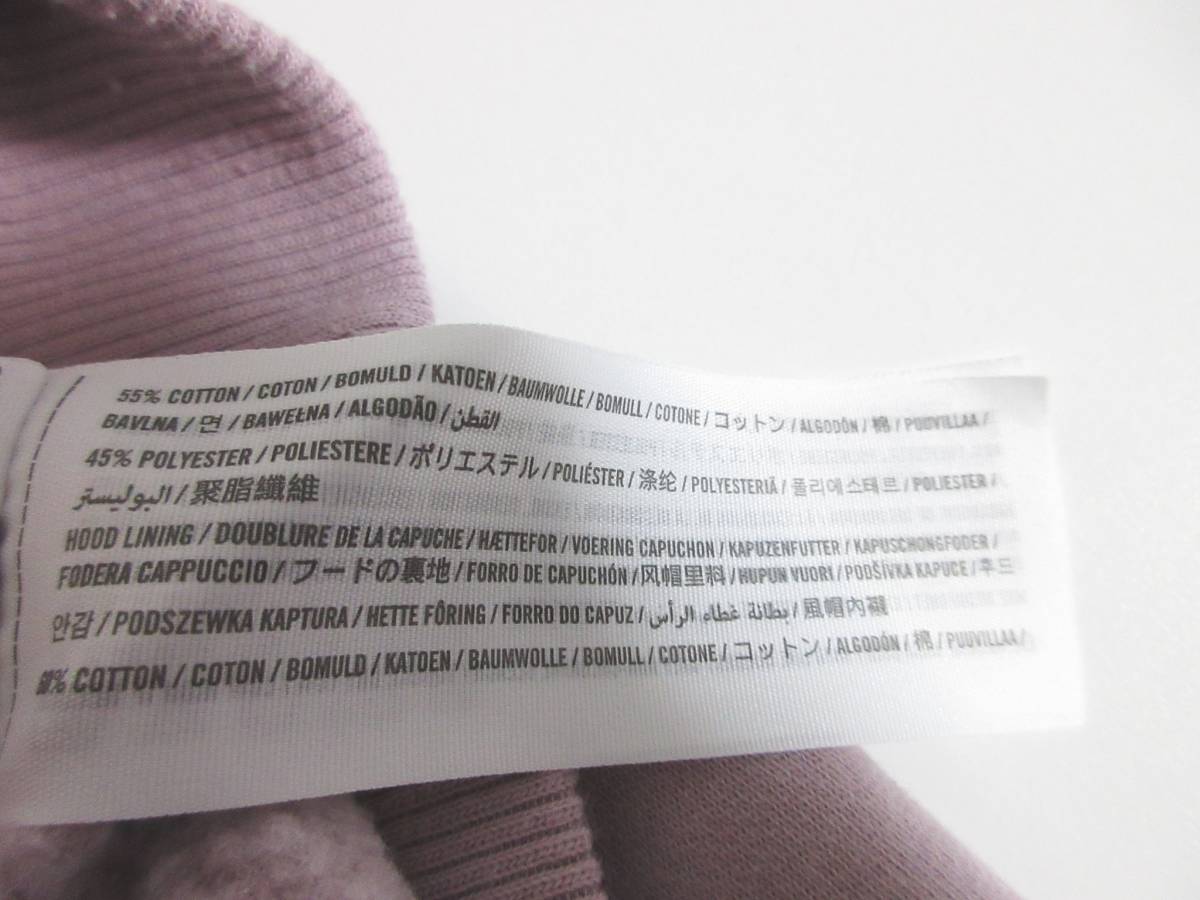 55% COTTON / COTON / BOMULD / KATOEN / BAUMWOLLE / BOMULL / COTONE / コットン / ALGODÓN / 棉 / PUUVILLAA /
BAVLNA / 면 / BAWEŁNA / ALGODÃO / القطن
45% POLYESTER / POLIESTERE / ポリエステル / POLIÉSTER / 涤纶 / POLYESTERIÄ / 폴리에스테르 / POLIESTER /
البوليستر / 聚脂纖維
HOOD LINING / DOUBLURE DE LA CAPUCHE / HÆTTEFOR / VOERING CAPUCHON / KAPUZENFUTTER / KAPUSCHONGFODER /
FODERA CAPPUCCIO / フードの裏地 / FORRO DE CAPUCHÓN / 风帽里料 / HUPUN VUORI / PODŠÍVKA KAPUCE / 후드
안감 / PODSZEWKA KAPTURA / HETTE FÔRING / FORRO DO CAPUZ / بطانة غطاء الرأس / 風帽內襯
COTTON / COTON / BOMULD / KATOEN / BAUMWOLLE / BOMULL / COTONE / コットン / ALGODÓN / 棉 / PUUVILLAA /